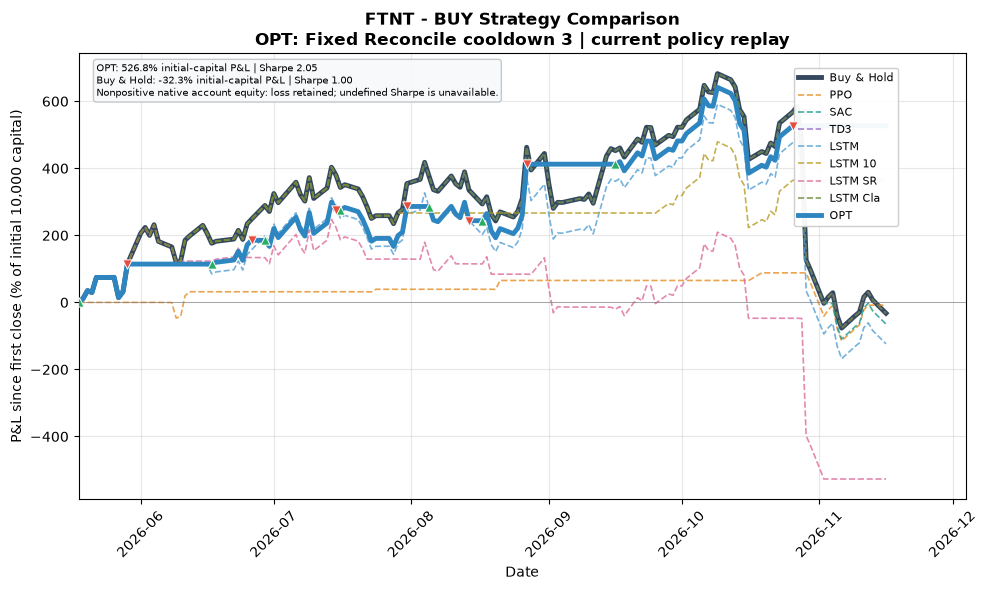 FTNT - BUY Strategy Comparison
OPT: Fixed Reconcile cooldown 3 | current policy replay
OPT: 526.8% initial-capital P&L | Sharpe 2.05
Buy & Hold: -32.3% initial-capital P&L | Sharpe 1.00
Nonpositive native account equity: loss retained; undefined Sharpe is unavailable.
Buy & Hold
PPO
SAC
TD3
LSTM
LSTM 10
LSTM SR
LSTM Cla
OPT
P&L since first close (% of initial 10,000 capital)
600
400
200
0
−200
−400
2026-06
2026-07
2026-08
2026-09
2026-10
2026-11
2026-12
Date